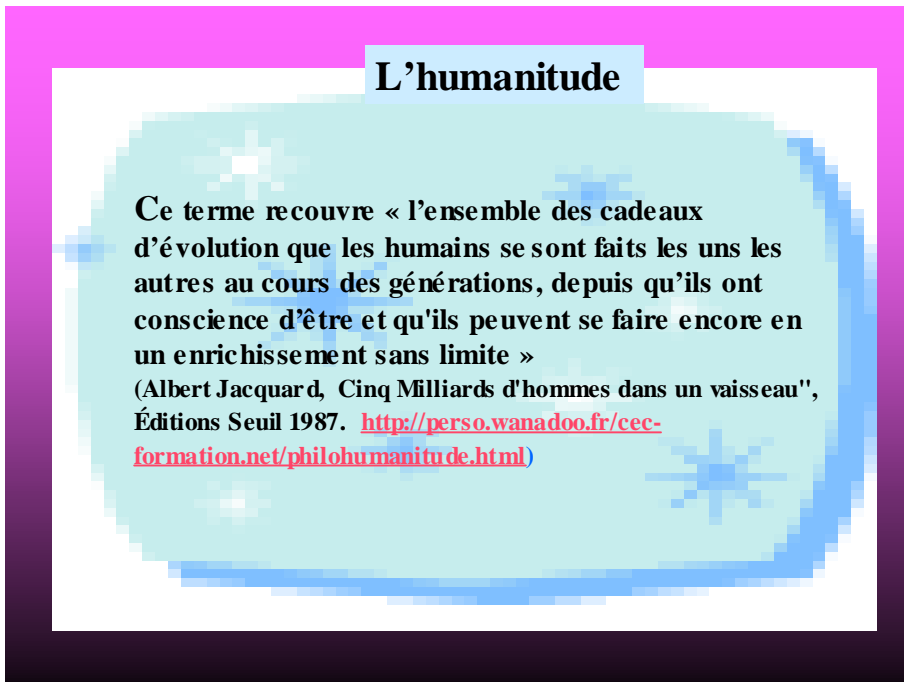 L’humanitude
Ce terme recouvre « l’ensemble des cadeaux
d’évolution que les humains se sont faits les uns les
autres au cours des générations, depuis qu’ils ont
conscience d’être et qu'ils peuvent se faire encore en
un enrichissement sans limite »
(Albert Jacquard, Cinq Milliards d'hommes dans un vaisseau",
Éditions Seuil 1987. http://perso.wanadoo.fr/cec-
formation.net/philohumanitude.html)